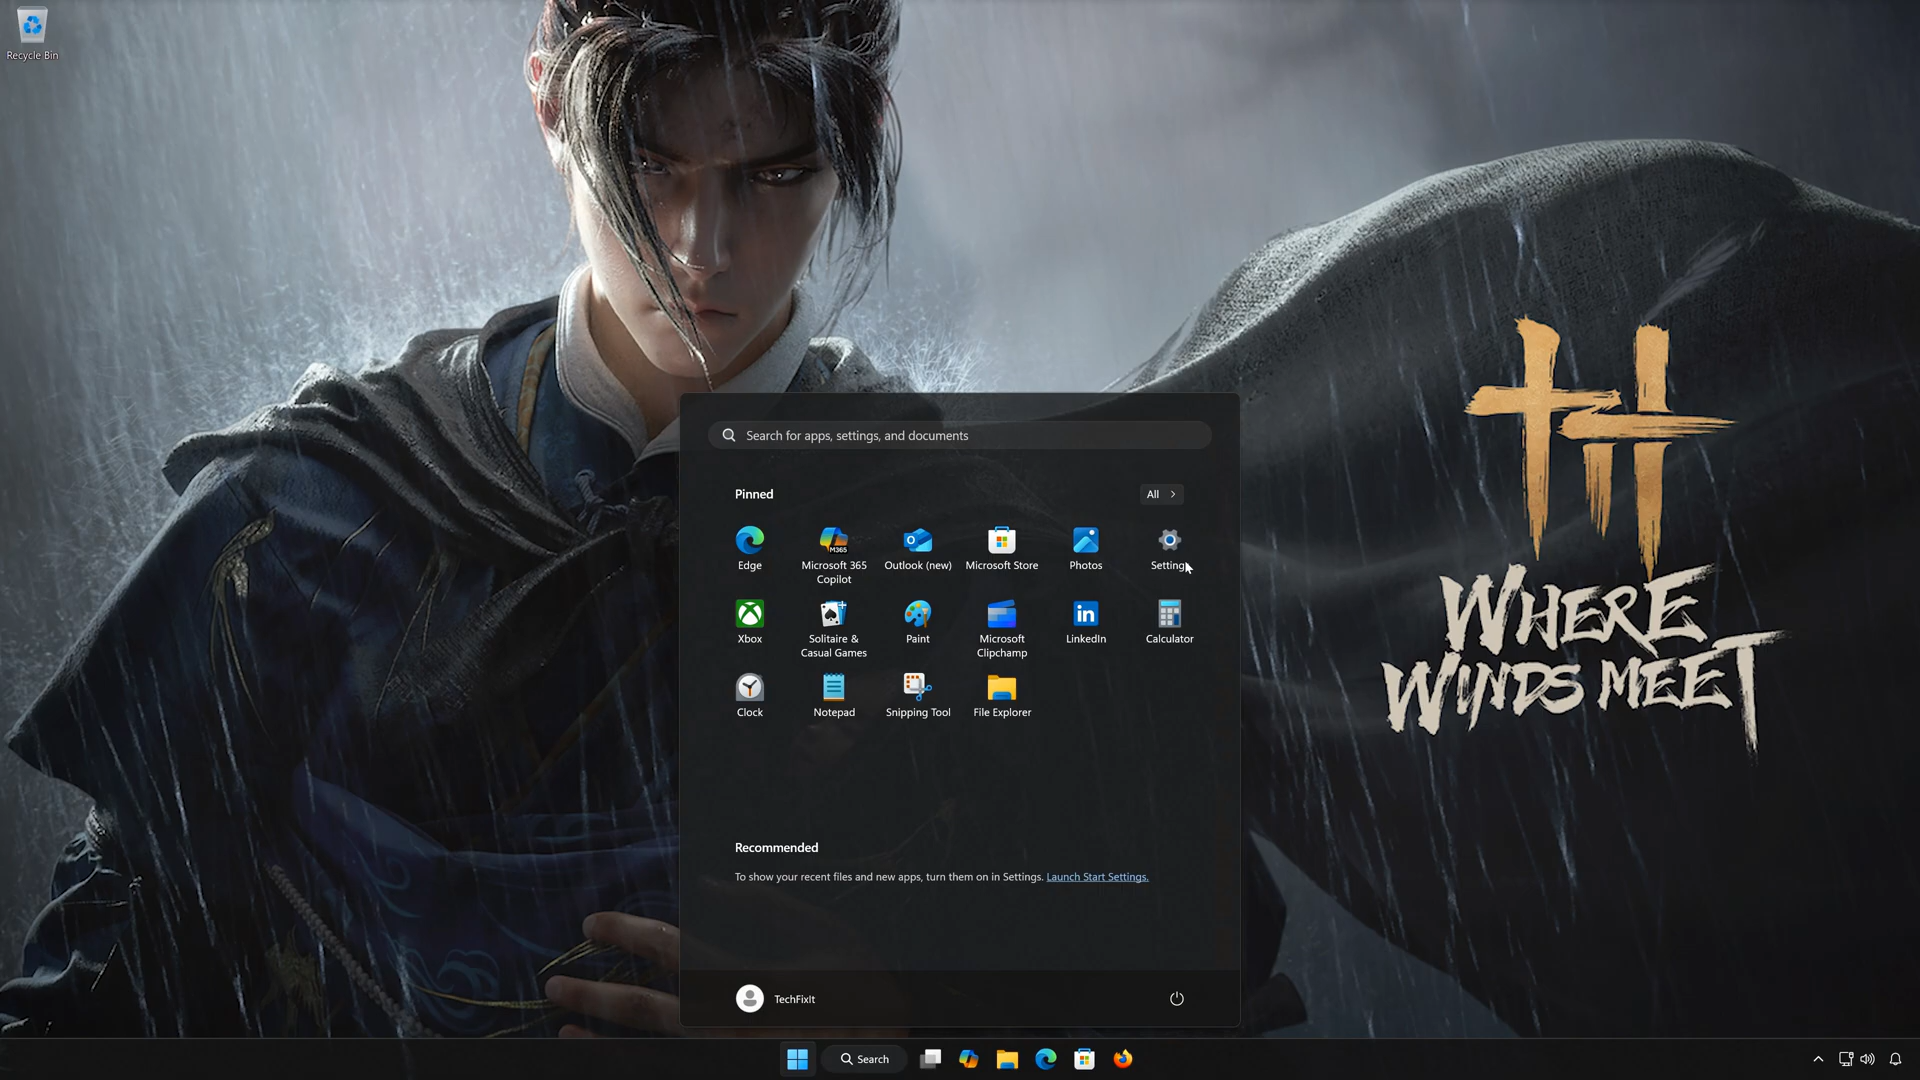 Recycle Bin
WHERE
WINDS MEET
Search for apps, settings, and documents
Pinned
All
Edge
M365
Microsoft 365
Copilot
Outlook (new)
Microsoft Store
Photos
Settings
Xbox
Solitaire &
Casual Games
Paint
Microsoft
Clipchamp
LinkedIn
Calculator
Clock
Notepad
Snipping Tool
File Explorer
Recommended
To show your recent files and new apps, turn them on in Settings. Launch Start Settings.
TechFixIt
Search